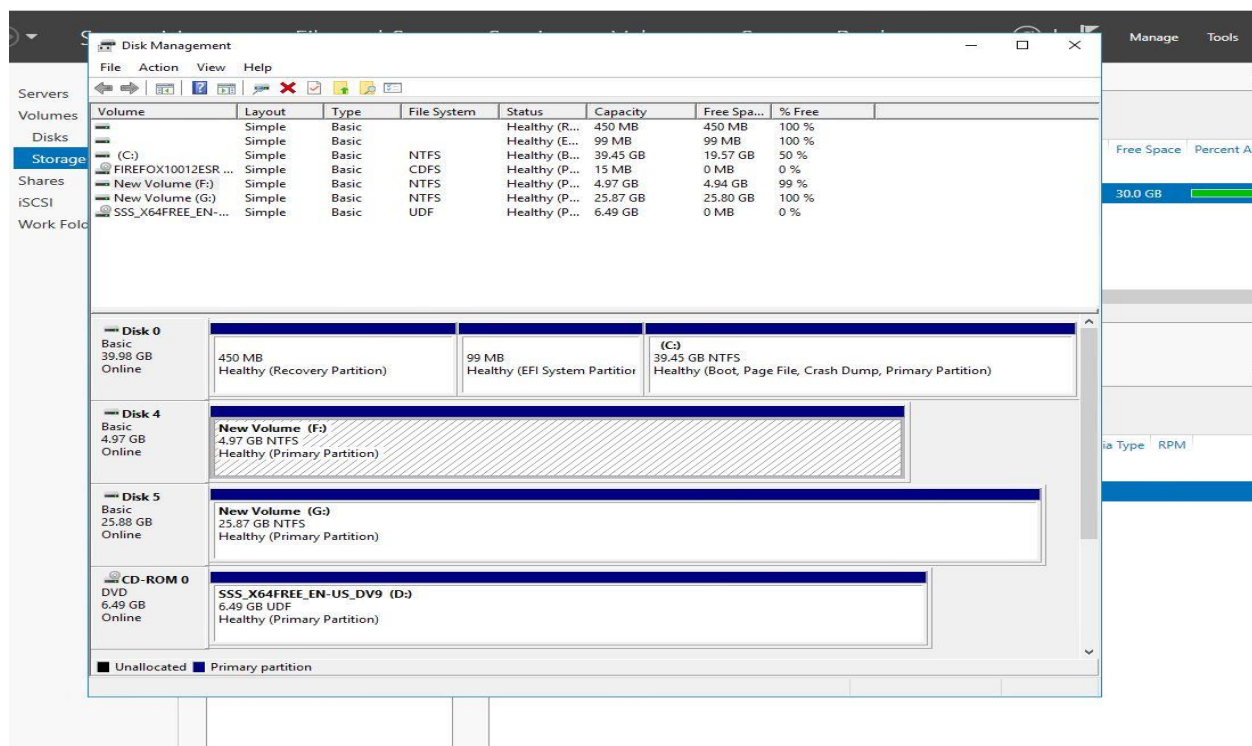 Manage Tools
Disk Management
File Action View Help
Servers
Volumes
Disks
Storage
Shares
iSCSI
Work Fold
Volume Layout Type File System Status Capacity Free Spa... % Free
Simple Basic Healthy (R... 450 MB 450 MB 100 %
Simple Basic Healthy (E... 99 MB 99 MB 100 %
(C:) Simple Basic NTFS Healthy (B... 39.45 GB 19.57 GB 50 %
FIREFOX10012ESR ... Simple Basic CDFS Healthy (P... 15 MB 0 MB 0 %
New Volume (F:) Simple Basic NTFS Healthy (P... 4.97 GB 4.94 GB 99 %
New Volume (G:) Simple Basic NTFS Healthy (P... 25.87 GB 25.80 GB 100 %
SSS_X64FREE_EN-... Simple Basic UDF Healthy (P... 6.49 GB 0 MB 0 %
Free Space Percent A
30.0 GB
Disk 0
Basic
39.98 GB
Online
450 MB
Healthy (Recovery Partition)
99 MB
Healthy (EFI System Partition
(C:)
39.45 GB NTFS
Healthy (Boot, Page File, Crash Dump, Primary Partition)
Disk 4
Basic
4.97 GB
Online
New Volume (F:)
4.97 GB NTFS
Healthy (Primary Partition)
ia Type RPM
Disk 5
Basic
25.88 GB
Online
New Volume (G:)
25.87 GB NTFS
Healthy (Primary Partition)
CD-ROM 0
DVD
6.49 GB
Online
SSS_X64FREE_EN-US_DV9 (D:)
6.49 GB UDF
Healthy (Primary Partition)
Unallocated Primary partition